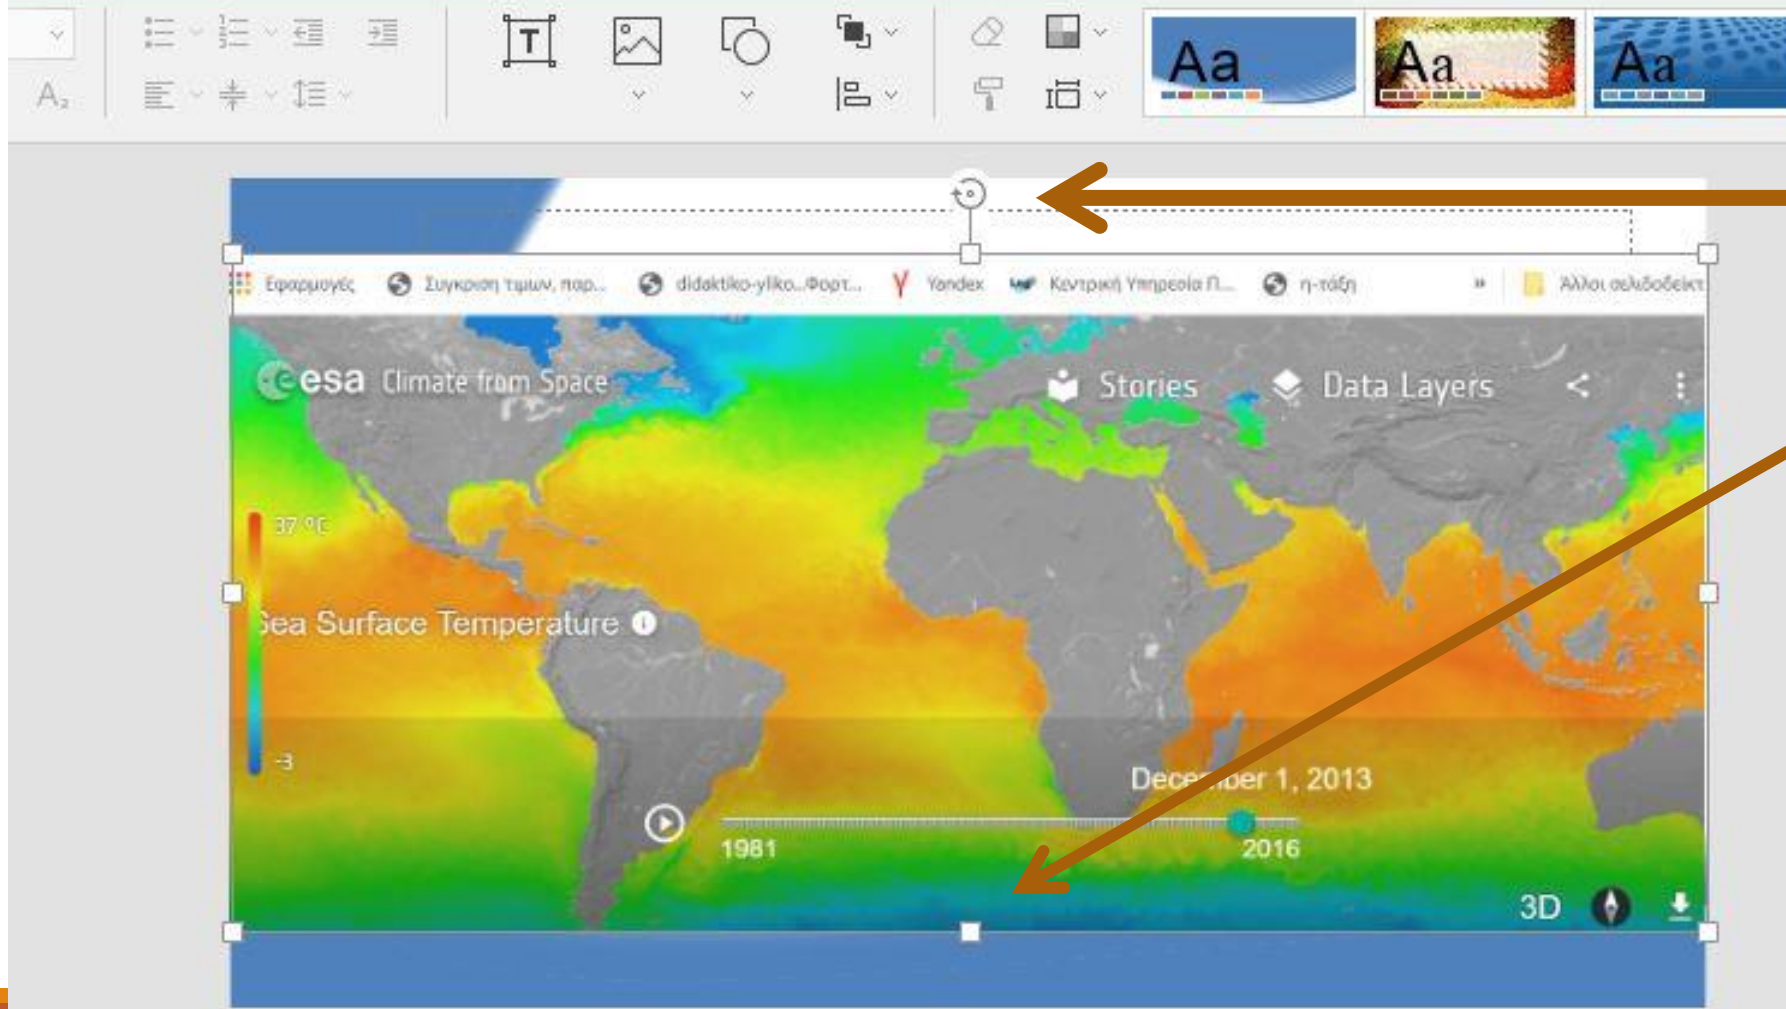 Aa Aa Aa
A₂
Εφαρμογές Συγκριση τιμων, παρ... didaktiko-yliko...Φορτ... Yandex Κεντρική Υπηρεσία Π... η-τάξη » Άλλοι σελιδοδείκτ
esa Climate from Space Stories Data Layers
37 °C
Sea Surface Temperature
-3
December 1, 2013
1981 2016
3D